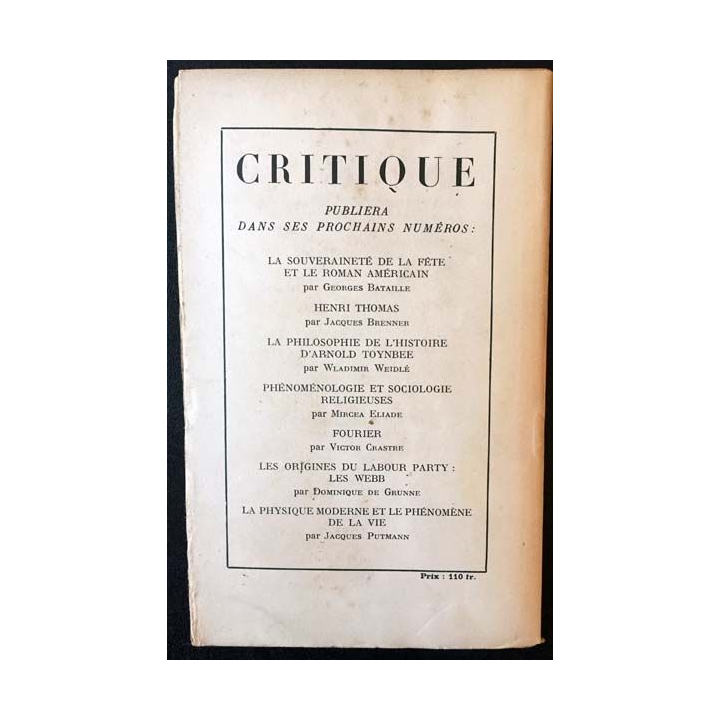 CRITIQUE
PUBLIERA
DANS SES PROCHAINS NUMÉROS :
LA SOUVERAINETÉ DE LA FÊTE
ET LE ROMAN AMÉRICAIN
par GEORGES BATAILLE
HENRI THOMAS
par JACQUES BRENNER
LA PHILOSOPHIE DE L'HISTOIRE
D'ARNOLD TOYNBEE
par WLADIMIR WEIDLÉ
PHÉNOMÉNOLOGIE ET SOCIOLOGIE
RELIGIEUSES
par MIRCEA ELIADE
FOURIER
par VICTOR CRASTRE
LES ORIGINES DU LABOUR PARTY :
LES WEBB
par DOMINIQUE DE GRUNNE
LA PHYSIQUE MODERNE ET LE PHÉNOMÈNE
DE LA VIE
par JACQUES PUTMANN
Prix : 110 fr.